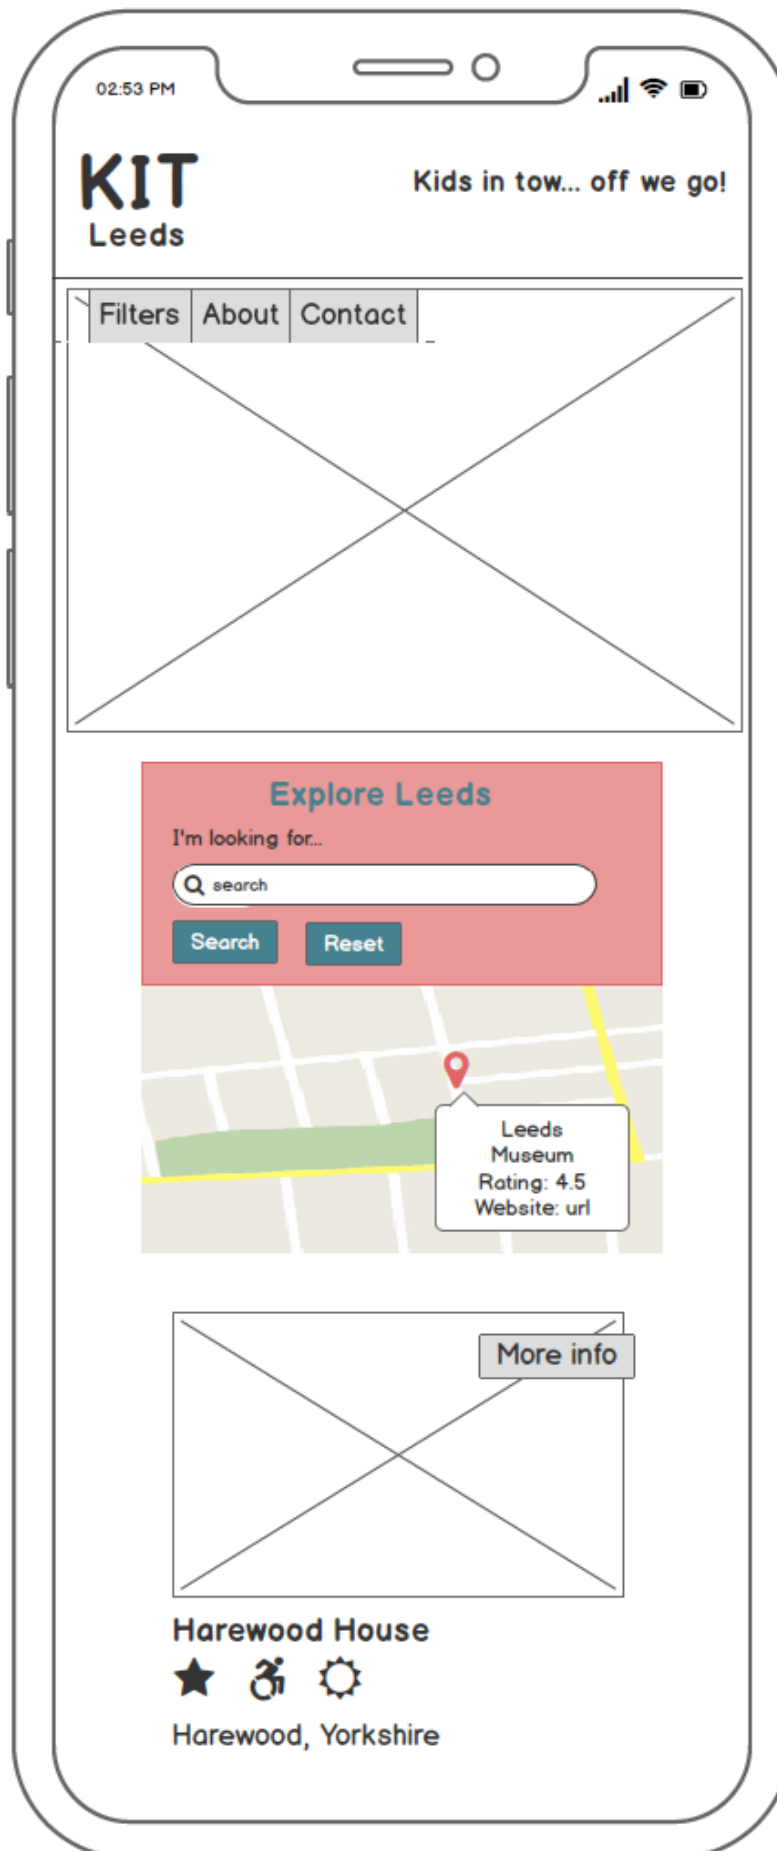 02:53 PM
KIT
Leeds
Kids in tow... off we go!
Filters About Contact
Explore Leeds
I'm looking for...
search
Search Reset
Leeds
Museum
Rating: 4.5
Website: url
More info
Harewood House
Harewood, Yorkshire